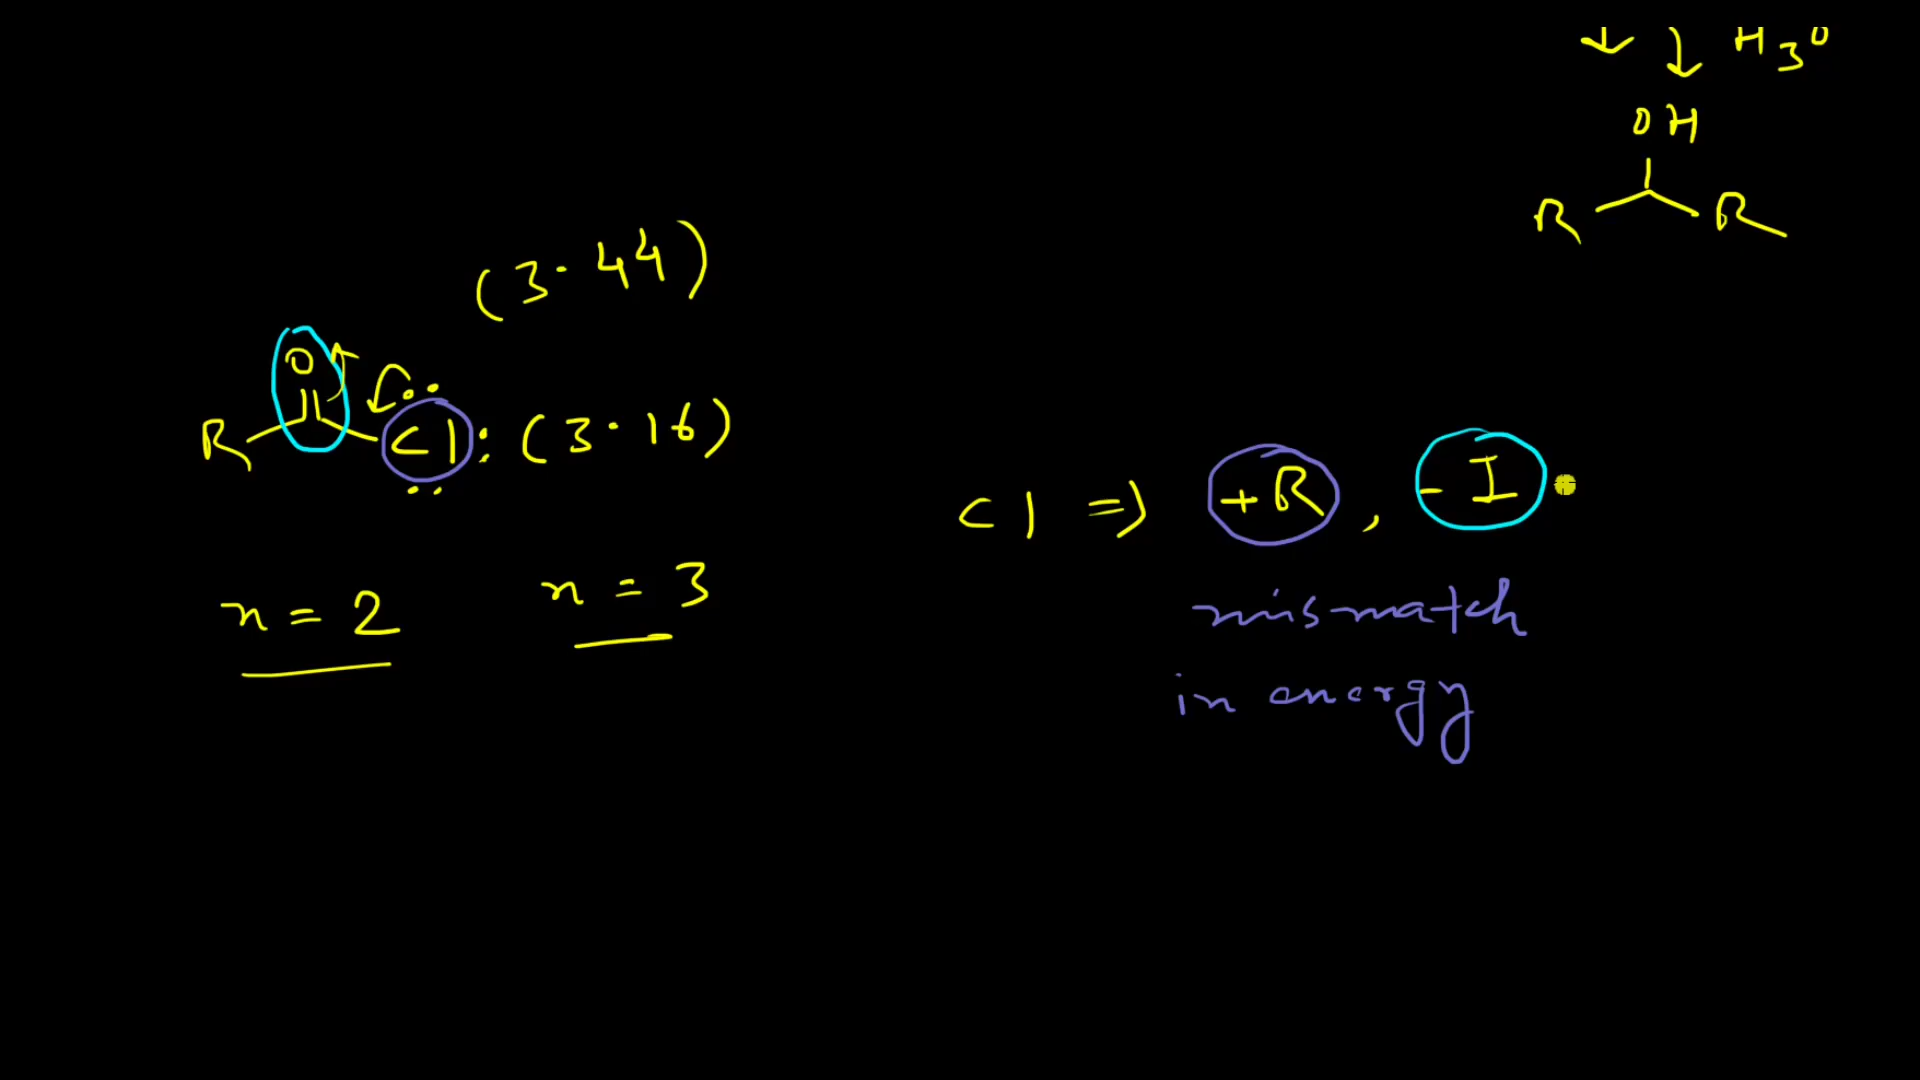 H3O
OH
R R
(3.44)
O
R Cl: (3.16)
Cl ⇒ +R, -I
n = 2 n = 3
mismatch
in energy